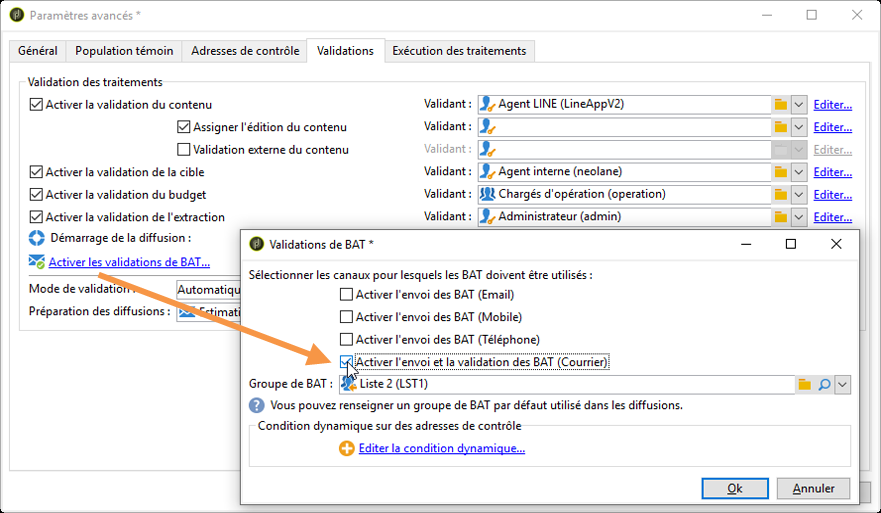 Paramètres avancés *
Général Population témoin Adresses de contrôle Validations Exécution des traitements
Validation des traitements
Activer la validation du contenu Validant : Agent LINE (LineAppV2) Editer...
Assigner l'édition du contenu Validant : Editer...
Validation externe du contenu Validant : Editer...
Activer la validation de la cible Validant : Agent interne (neolane) Editer...
Activer la validation du budget Validant : Chargés d'opération (operation) Editer...
Activer la validation de l'extraction Validant : Administrateur (admin) Editer...
Démarrage de la diffusion :
Activer les validations de BAT...
Mode de validation : Automatiqu
Préparation des diffusions : Estimati
Validations de BAT *
Sélectionner les canaux pour lesquels les BAT doivent être utilisés :
Activer l'envoi des BAT (Email)
Activer l'envoi des BAT (Mobile)
Activer l'envoi des BAT (Téléphone)
Activer l'envoi et la validation des BAT (Courrier)
Groupe de BAT : Liste 2 (LST1)
Vous pouvez renseigner un groupe de BAT par défaut utilisé dans les diffusions.
Condition dynamique sur des adresses de contrôle
Editer la condition dynamique...
Ok Annuler